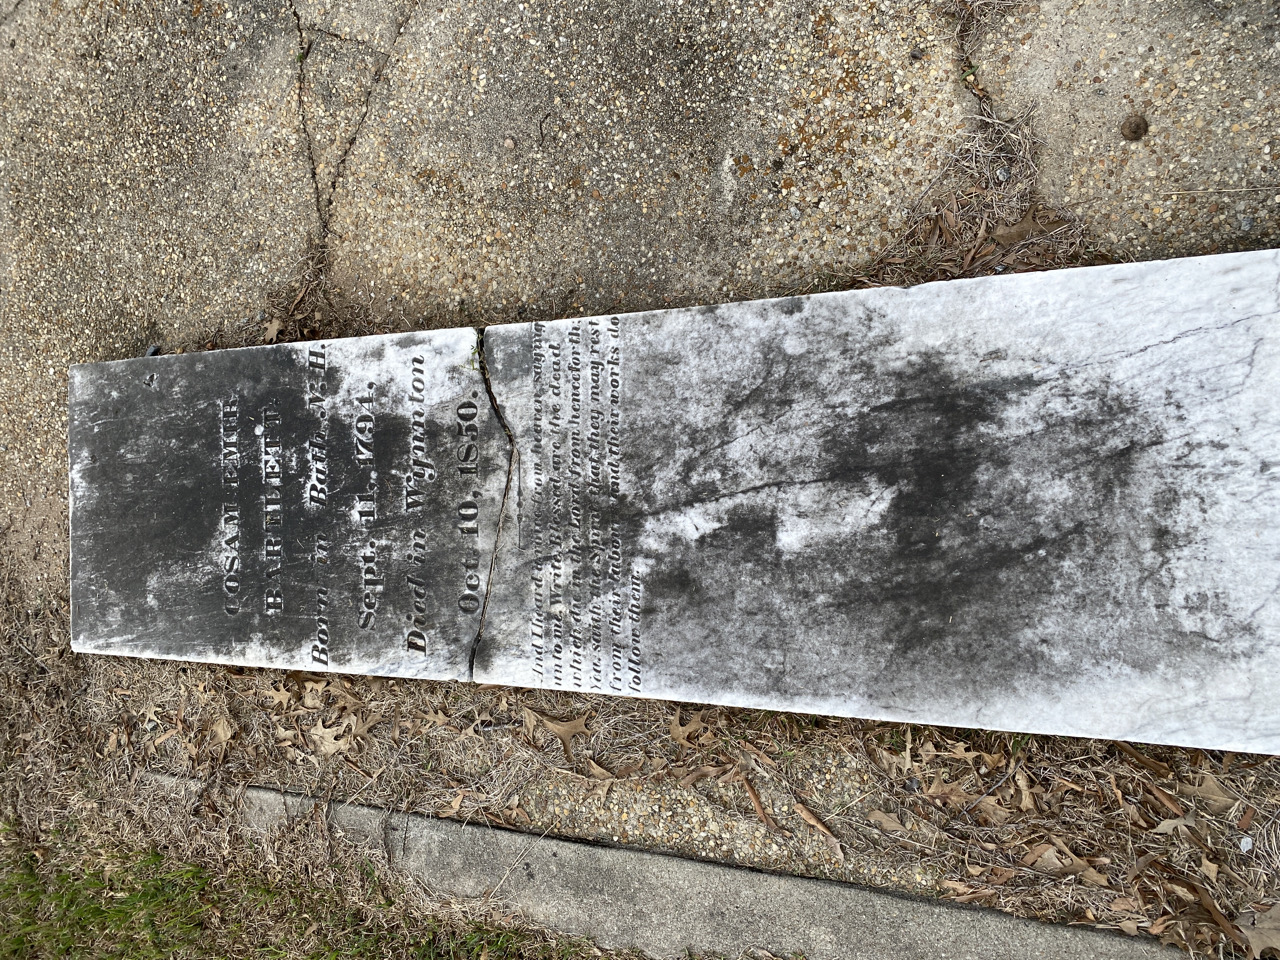 COSAM EMIR
BARTLETT.
Born in Bath N. H.
Sept. 11. 1794.
Died in Wynnton
Oct. 10, 1850.
And I heard a voice from heaven, saying
unto me, Write, Blessed are the dead
which die in the Lord from henceforth:
Yea, saith the Spirit that they may rest
from their labours and their works do
follow them.